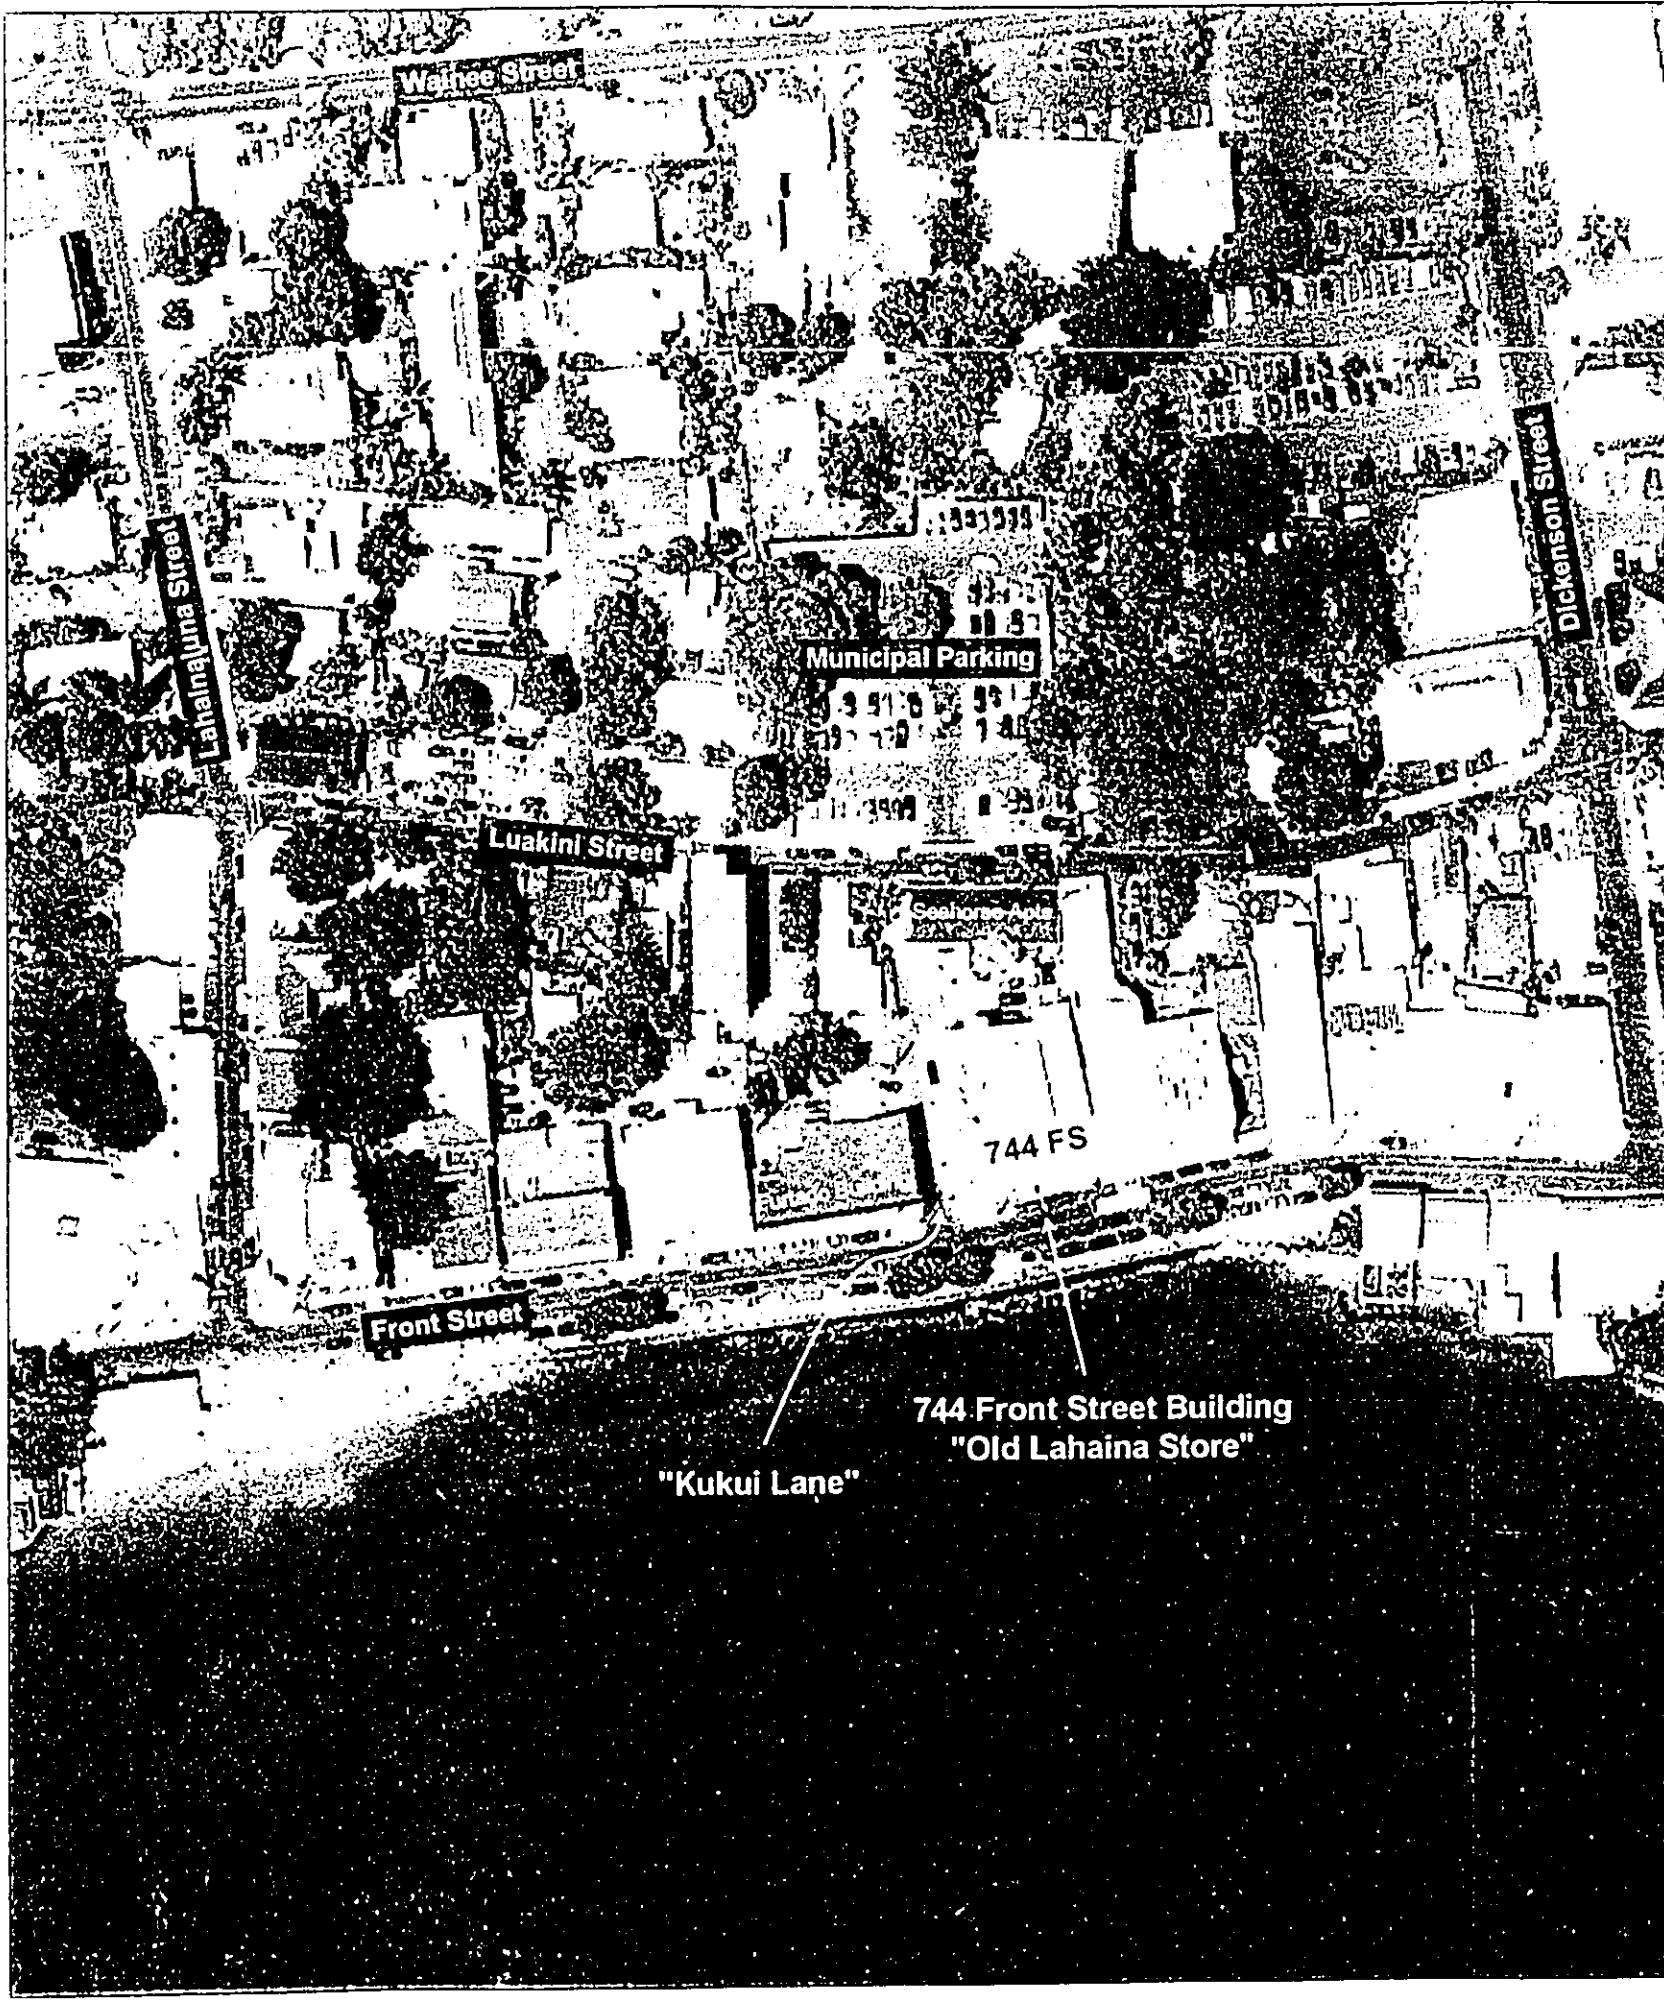 Wainee Street
Dickenson Street
Lahainaluna Street
Municipal Parking
Luakini Street
Seahorse Apts
744 FS
Front Street
744 Front Street Building
"Old Lahaina Store"
"Kukui Lane"